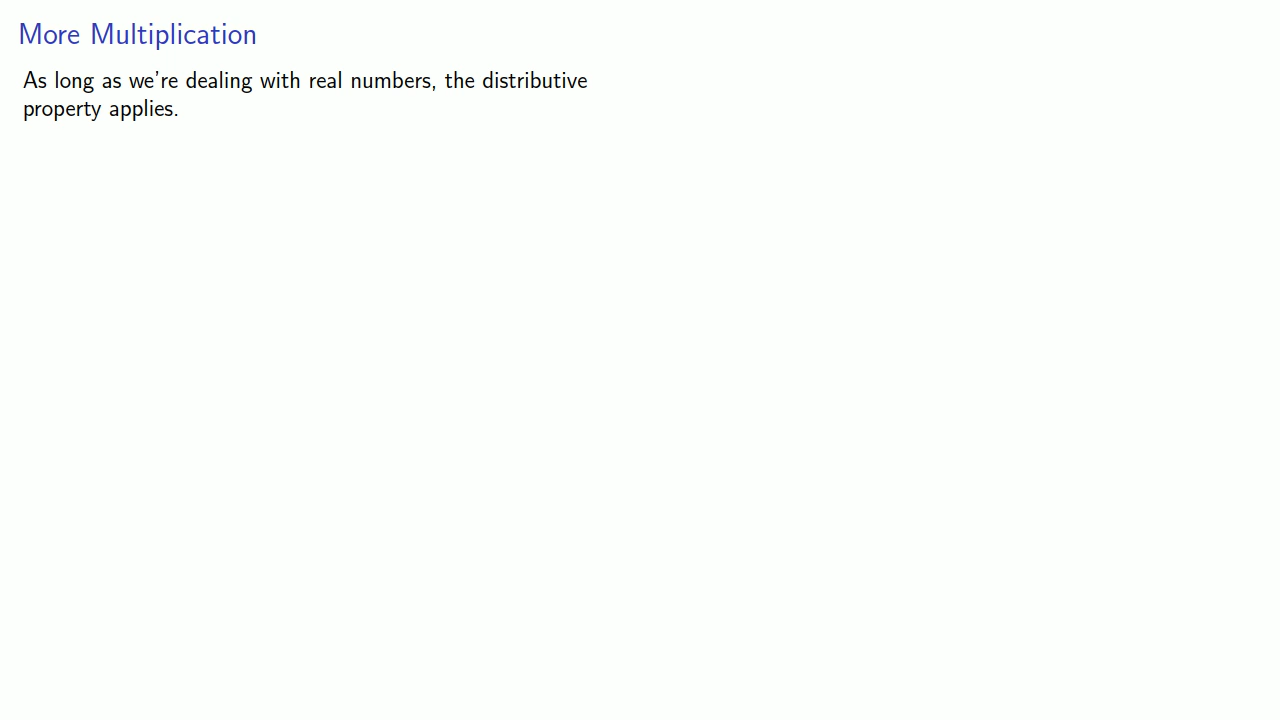 More Multiplication
As long as we're dealing with real numbers, the distributive
property applies.